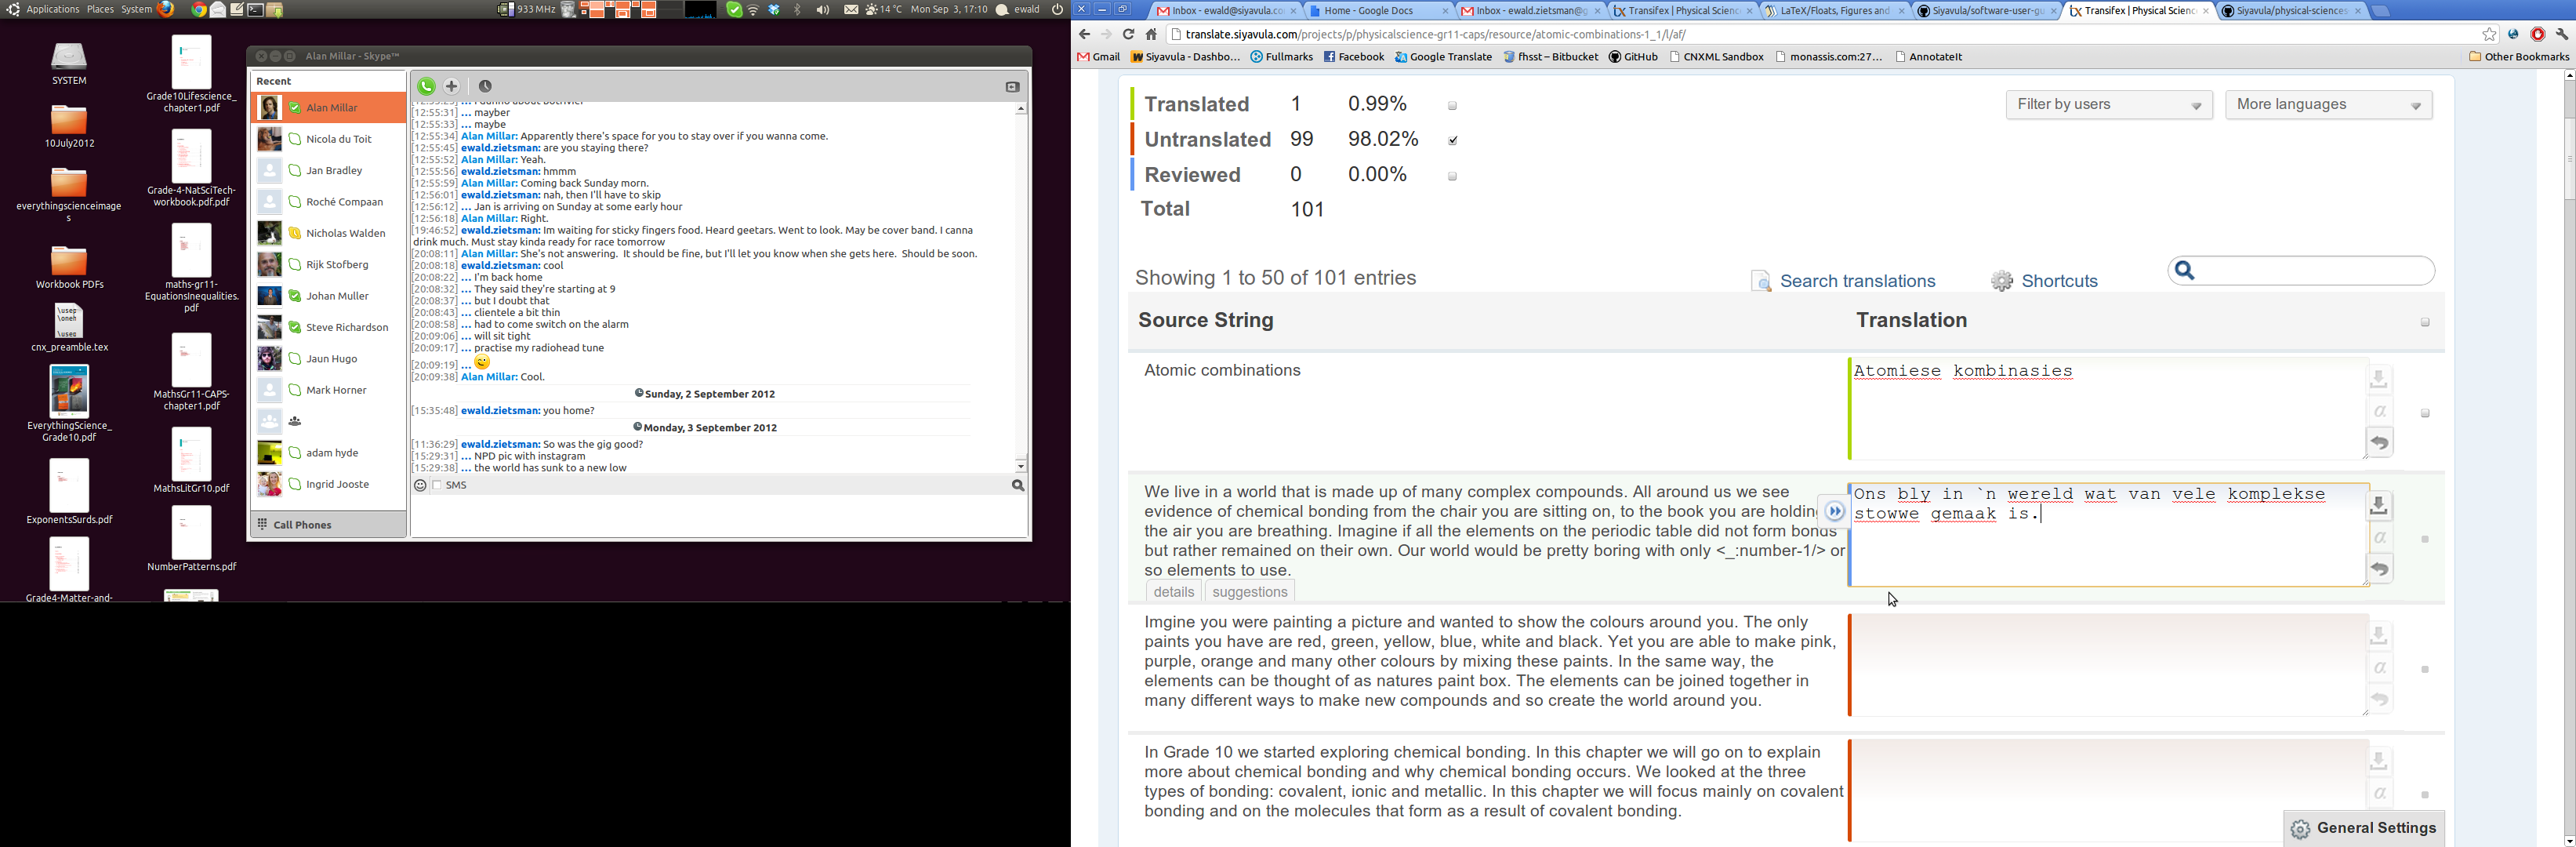 Applications Places System
933 MHz
14 °C
Mon Sep 3, 17:10
ewald
SYSTEM
10July2012
everythingscienceimage
s
Workbook PDFs
cnx_preamble.tex
EverythingScience_
Grade10.pdf
ExponentsSurds.pdf
Grade4-Matter-and-
Grade10Lifescience_
chapter1.pdf
Grade-4-NatSciTech-
workbook.pdf.pdf
maths-gr11-
EquationsInequalities.
pdf
MathsGr11-CAPS-
chapter1.pdf
MathsLitGr10.pdf
NumberPatterns.pdf
Alan Millar - Skype™
Recent
Alan Millar
Nicola du Toit
Jan Bradley
Roché Compaan
Nicholas Walden
Rijk Stofberg
Johan Muller
Steve Richardson
Jaun Hugo
Mark Horner
adam hyde
Ingrid Jooste
Call Phones
[12:55:31] ... mayber
[12:55:33] ... maybe
[12:55:34] Alan Millar: Apparently there's space for you to stay over if you wanna come.
[12:55:45] ewald.zietsman: are you staying there?
[12:55:52] Alan Millar: Yeah.
[12:55:56] ewald.zietsman: hmmm
[12:55:59] Alan Millar: Coming back Sunday morn.
[12:56:01] ewald.zietsman: nah, then I'll have to skip
[12:56:12] ... Jan is arriving on Sunday at some early hour
[12:56:18] Alan Millar: Right.
[19:46:52] ewald.zietsman: Im waiting for sticky fingers food. Heard geetars. Went to look. May be cover band. I canna
drink much. Must stay kinda ready for race tomorrow
[20:08:11] Alan Millar: She's not answering. It should be fine, but I'll let you know when she gets here. Should be soon.
[20:08:18] ewald.zietsman: cool
[20:08:22] ... I'm back home
[20:08:32] ... They said they're starting at 9
[20:08:37] ... but I doubt that
[20:08:43] ... clientele a bit thin
[20:08:58] ... had to come switch on the alarm
[20:09:06] ... will sit tight
[20:09:17] ... practise my radiohead tune
[20:09:19] ...
[20:09:38] Alan Millar: Cool.
Sunday, 2 September 2012
[15:35:48] ewald.zietsman: you home?
Monday, 3 September 2012
[11:36:29] ewald.zietsman: So was the gig good?
[15:29:31] ... NPD pic with instagram
[15:29:38] ... the world has sunk to a new low
SMS
Inbox - ewald@siyavula.co
Home - Google Docs
Inbox - ewald.zietsman@g
Transifex | Physical Scienc
LaTeX/Floats, Figures and
Siyavula/software-user-gu
Transifex | Physical Scienc
Siyavula/physical-sciences
translate.siyavula.com/projects/p/physicalscience-gr11-caps/resource/atomic-combinations-1_1/l/af/
Gmail
Siyavula - Dashbo...
Fullmarks
Facebook
Google Translate
fhsst – Bitbucket
GitHub
CNXML Sandbox
monassis.com:27...
AnnotateIt
Other Bookmarks
Translated 1 0.99%
Untranslated 99 98.02%
Reviewed 0 0.00%
Total 101
Filter by users
More languages
Showing 1 to 50 of 101 entries
Search translations
Shortcuts
Source String
Translation
Atomic combinations
Atomiese kombinasies
We live in a world that is made up of many complex compounds. All around us we see
evidence of chemical bonding from the chair you are sitting on, to the book you are holding
the air you are breathing. Imagine if all the elements on the periodic table did not form bonds
but rather remained on their own. Our world would be pretty boring with only <_:number-1/> or
so elements to use.
details
suggestions
Ons bly in `n wereld wat van vele komplekse
stowwe gemaak is.
Imgine you were painting a picture and wanted to show the colours around you. The only
paints you have are red, green, yellow, blue, white and black. Yet you are able to make pink,
purple, orange and many other colours by mixing these paints. In the same way, the
elements can be thought of as natures paint box. The elements can be joined together in
many different ways to make new compounds and so create the world around you.
In Grade 10 we started exploring chemical bonding. In this chapter we will go on to explain
more about chemical bonding and why chemical bonding occurs. We looked at the three
types of bonding: covalent, ionic and metallic. In this chapter we will focus mainly on covalent
bonding and on the molecules that form as a result of covalent bonding.
General Settings